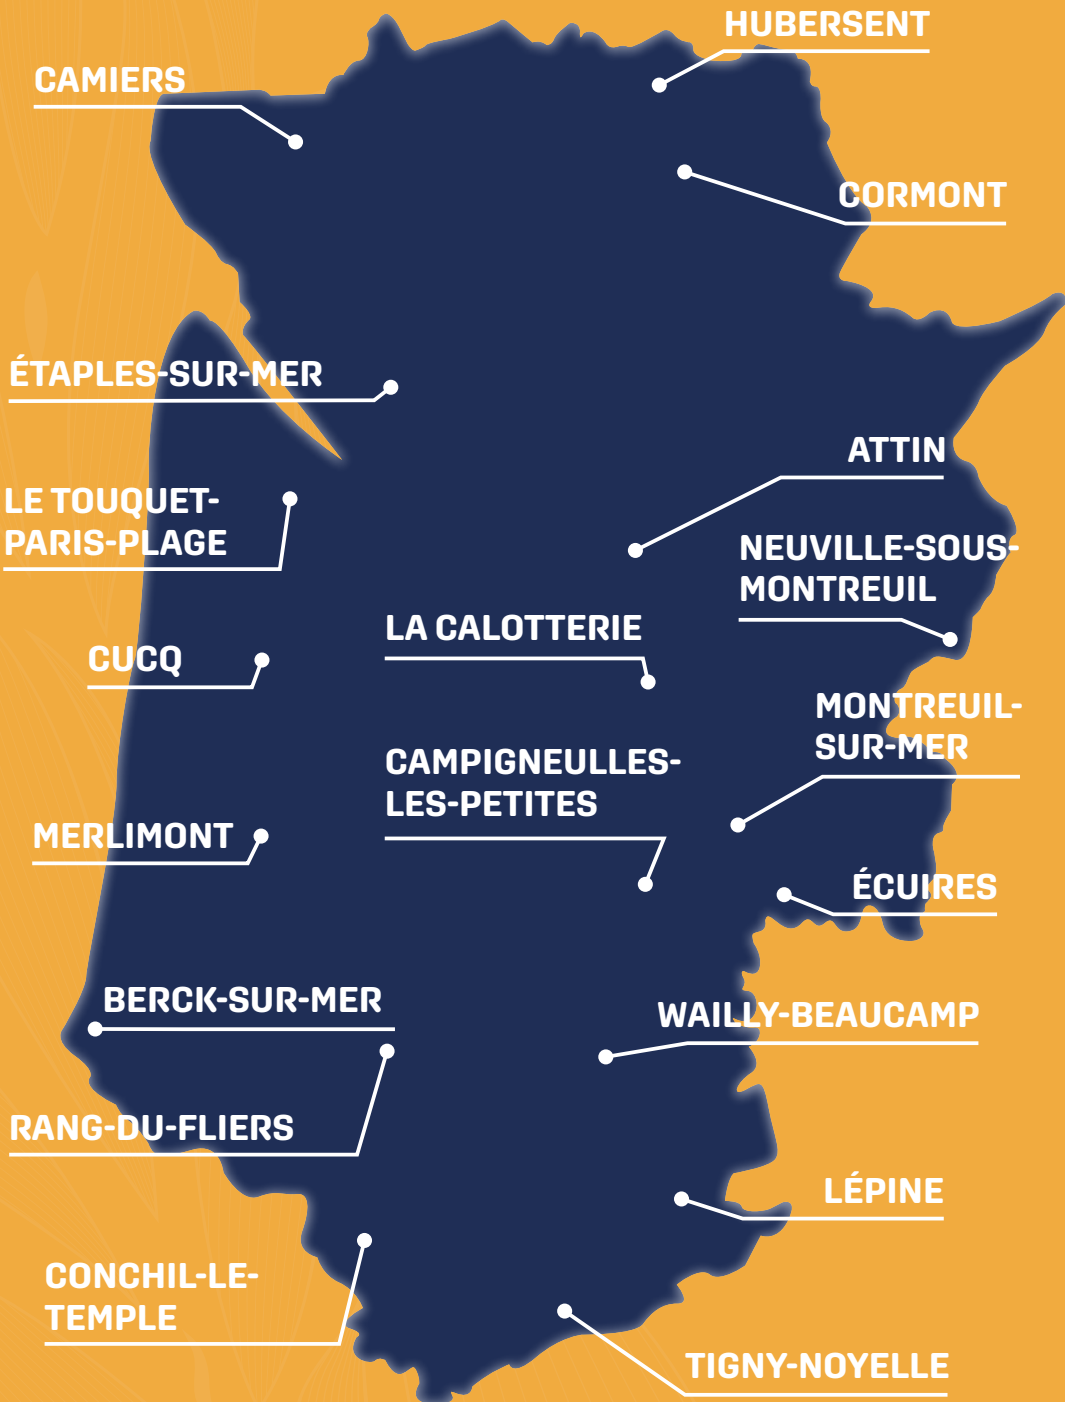 HUBERSENT
CAMIERS
CORMONT
ÉTAPLES-SUR-MER
ATTIN
LE TOUQUET-
PARIS-PLAGE
NEUVILLE-SOUS-
MONTREUIL
LA CALOTTERIE
CUCQ
MONTREUIL-
SUR-MER
CAMPIGNEULLES-
LES-PETITES
MERLIMONT
ÉCUIRES
BERCK-SUR-MER
WAILLY-BEAUCAMP
RANG-DU-FLIERS
LÉPINE
CONCHIL-LE-
TEMPLE
TIGNY-NOYELLE